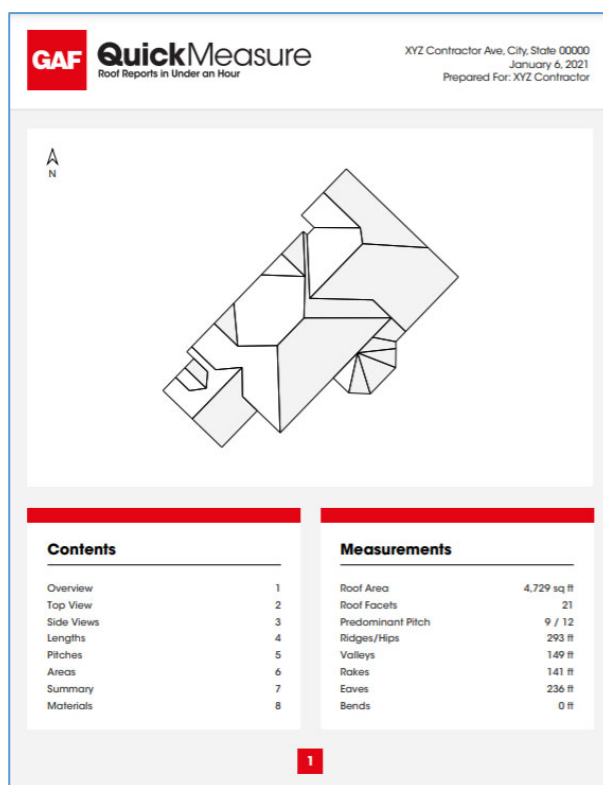 GAF
QuickMeasure
Roof Reports in Under an Hour
XYZ Contractor Ave, City, State 00000
January 6, 2021
Prepared For: XYZ Contractor
N
Contents
Overview 1
Top View 2
Side Views 3
Lengths 4
Pitches 5
Areas 6
Summary 7
Materials 8
Measurements
Roof Area 4,729 sq ft
Roof Facets 21
Predominant Pitch 9 / 12
Ridges/Hips 293 ft
Valleys 149 ft
Rakes 141 ft
Eaves 236 ft
Bends 0 ft
1